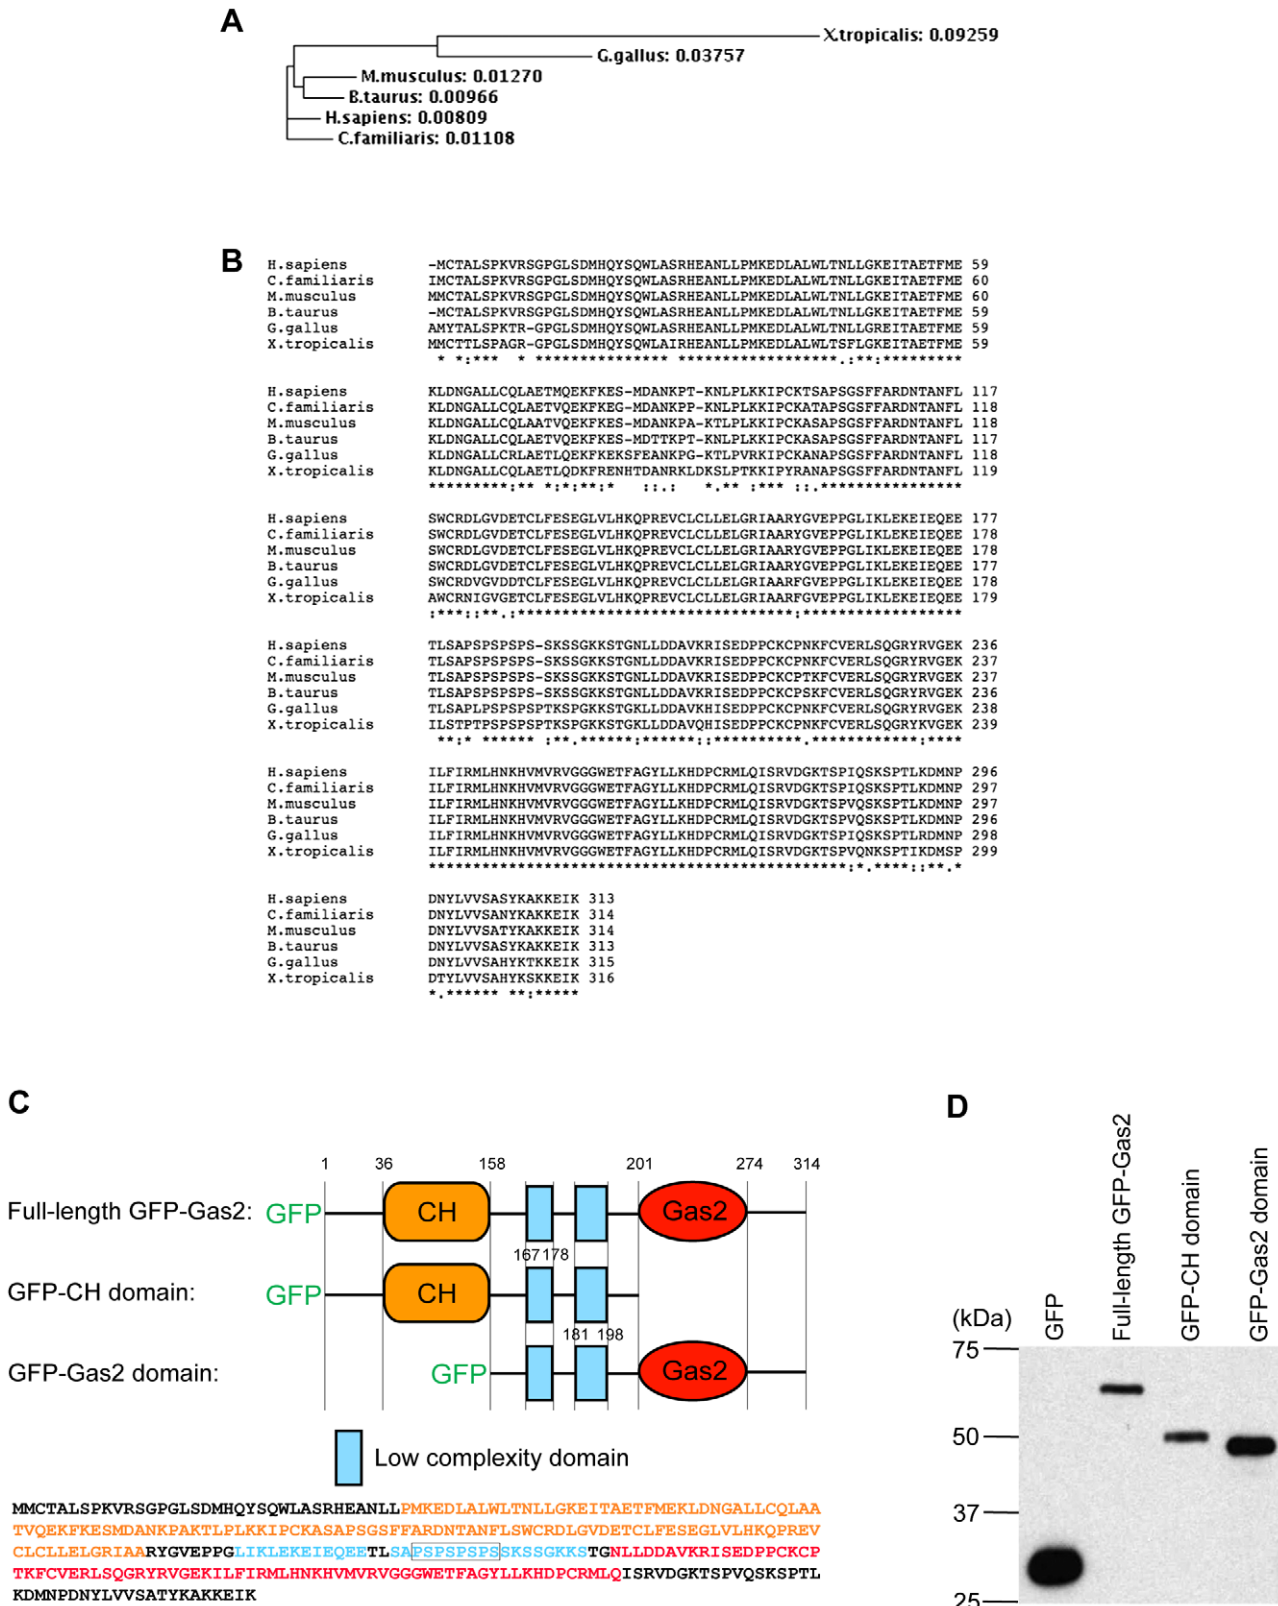 A
X.tropicalis: 0.09259
G.gallus: 0.03757
M.musculus: 0.01270
B.taurus: 0.00966
H.sapiens: 0.00809
C.familiaris: 0.01108
B
H.sapiens -MCTALSPKVRSGPGLSDMHQYSQWLASRHEANLLPMKEDLALWLTNLLGKEITAETFME 59
C.familiaris IMCTALSPKVRSGPGLSDMHQYSQWLASRHEANLLPMKEDLALWLTNLLGKEITAETFME 60
M.musculus MMCTALSPKVRSGPGLSDMHQYSQWLASRHEANLLPMKEDLALWLTNLLGKEITAETFME 60
B.taurus -MCTALSPKVRSGPGLSDMHQYSQWLASRHEANLLPMKEDLALWLTNLLGKEITAETFME 59
G.gallus AMYTALSPKTR-GPGLSDMHQYSQWLASRHEANLLPMKEDLALWLTNLLGREITAETFME 59
X.tropicalis MMCTTLSPAGR-GPGLSDMHQYSQWLAIRHEANLLPMKEDLALWLTSFLGKEITAETFME 59
* *:*** * *************** ******************.:**:*********
H.sapiens KLDNGALLCQLAETMQEKFKES-MDANKPT-KNLPLKKIPCKTSAPSGSFFARDNTANFL 117
C.familiaris KLDNGALLCQLAETVQEKFKEG-MDANKPP-KNLPLKKIPCKATAPSGSFFARDNTANFL 118
M.musculus KLDNGALLCQLAATVQEKFKES-MDANKPA-KTLPLKKIPCKASAPSGSFFARDNTANFL 118
B.taurus KLDNGALLCQLAETVQEKFKES-MDTTKPT-KNLPLKKIPCKASAPSGSFFARDNTANFL 117
G.gallus KLDNGALLCRLAETLQEKFKEKSFEANKPG-KTLPVRKIPCKANAPSGSFFARDNTANFL 118
X.tropicalis KLDNGALLCQLAETLQDKFRENHTDANRKLDKSLPTKKIPYRANAPSGSFFARDNTANFL 119
*********:** *:*:**:* ::.: *.** :*** ::.****************
H.sapiens SWCRDLGVDETCLFESEGLVLHKQPREVCLCLLELGRIAARYGVEPPGLIKLEKEIEQEE 177
C.familiaris SWCRDLGVDETCLFESEGLVLHKQPREVCLCLLELGRIAARYGVEPPGLIKLEKEIEQEE 178
M.musculus SWCRDLGVDETCLFESEGLVLHKQPREVCLCLLELGRIAARYGVEPPGLIKLEKEIEQEE 178
B.taurus SWCRDLGVDETCLFESEGLVLHKQPREVCLCLLELGRIAARYGVEPPGLIKLEKEIEQEE 177
G.gallus SWCRDVGVDDTCLFESEGLVLHKQPREVCLCLLELGRIAARFGVEPPGLIKLEKEIEQEE 178
X.tropicalis AWCRNIGVGETCLFESEGLVLHKQPREVCLCLLELGRIAARFGVEPPGLIKLEKEIEQEE 179
:***::**.:*******************************:******************
H.sapiens TLSAPSPSPSPS-SKSSGKKSTGNLLDDAVKRISEDPPCKCPNKFCVERLSQGRYRVGEK 236
C.familiaris TLSAPSPSPSPS-SKSSGKKSTGNLLDDAVKRISEDPPCKCPNKFCVERLSQGRYRVGEK 237
M.musculus TLSAPSPSPSPS-SKSSGKKSTGNLLDDAVKRISEDPPCKCPTKFCVERLSQGRYRVGEK 237
B.taurus TLSAPSPSPSPS-SKSSGKKSTGNLLDDAVKRISEDPPCKCPSKFCVERLSQGRYRVGEK 236
G.gallus TLSAPLPSPSPSPTKSPGKKSTGKLLDDAVKHISEDPPCKCPNKFCVERLSQGRYRVGEK 238
X.tropicalis ILSTPTPSPSPSPTKSPGKKSTGKLLDDAVQHISEDPPCKCPNKFCVERLSQGRYKVGEK 239
**:* ****** :**.******:******::**********.************:****
H.sapiens ILFIRMLHNKHVMVRVGGGWETFAGYLLKHDPCRMLQISRVDGKTSPIQSKSPTLKDMNP 296
C.familiaris ILFIRMLHNKHVMVRVGGGWETFAGYLLKHDPCRMLQISRVDGKTSPIQSKSPTLKDMNP 297
M.musculus ILFIRMLHNKHVMVRVGGGWETFAGYLLKHDPCRMLQISRVDGKTSPVQSKSPTLKDMNP 297
B.taurus ILFIRMLHNKHVMVRVGGGWETFAGYLLKHDPCRMLQISRVDGKTSPVQSKSPTLKDMNP 296
G.gallus ILFIRMLHNKHVMVRVGGGWETFAGYLLKHDPCRMLQISRVDGKTSPIQSKSPTLRDMNP 298
X.tropicalis ILFIRMLHNKHVMVRVGGGWETFAGYLLKHDPCRMLQISRVDGKTSPVQNKSPTIKDMSP 299
***********************************************:*.****::**.*
H.sapiens DNYLVVSASYKAKKEIK 313
C.familiaris DNYLVVSANYKAKKEIK 314
M.musculus DNYLVVSATYKAKKEIK 314
B.taurus DNYLVVSASYKAKKEIK 313
G.gallus DNYLVVSAHYKTKKEIK 315
X.tropicalis DTYLVVSAHYKSKKEIK 316
*.****** **:*****
C
1 36 158 201 274 314
Full-length GFP-Gas2: GFP CH Gas2
167 178
GFP-CH domain: GFP CH
181 198
GFP-Gas2 domain: GFP Gas2
Low complexity domain
MMCTALSPKVRSGPGLSDMHQYSQWLASRHEANLLPMKEDLALWLTNLLGKEITAETFMEKLDNGALLCQLAA
TVQEKFKESMDANKPAKTLPLKKIPCKASAPSGSFFARDNTANFLSWCRDLGVDETCLFESEGLVLHKQPREV
CLCLLELGRIAARYGVEPPGLIKLEKEIEQEETLSAPSPSPSPSSKSSGKKSTGNLLDDAVKRISEDPPCKCP
TKFCVERLSQGRYRVGEKILFIRMLHNKHVMVRVGGGWETFAGYLLKHDPCRMLQISRVDGKTSPVQSKSPTL
KDMNPDNYLVVSATYKAKKEIK
D
(kDa)
GFP
Full-length GFP-Gas2
GFP-CH domain
GFP-Gas2 domain
75
50
37
25